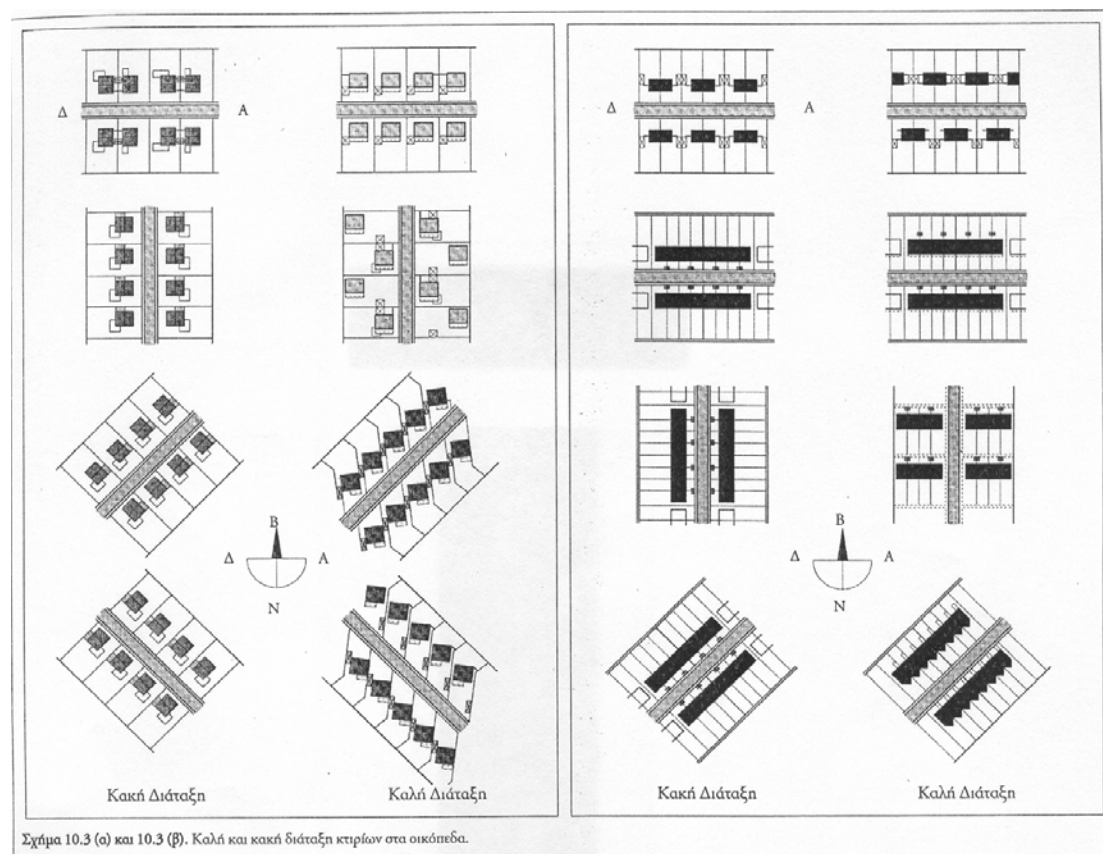 Δ Α
Β
Δ Α
Ν
Κακή Διάταξη Καλή Διάταξη
Δ Α
Β
Δ Α
Ν
Κακή Διάταξη Καλή Διάταξη
Σχήμα 10.3 (α) και 10.3 (β). Καλή και κακή διάταξη κτιρίων στα οικόπεδα.